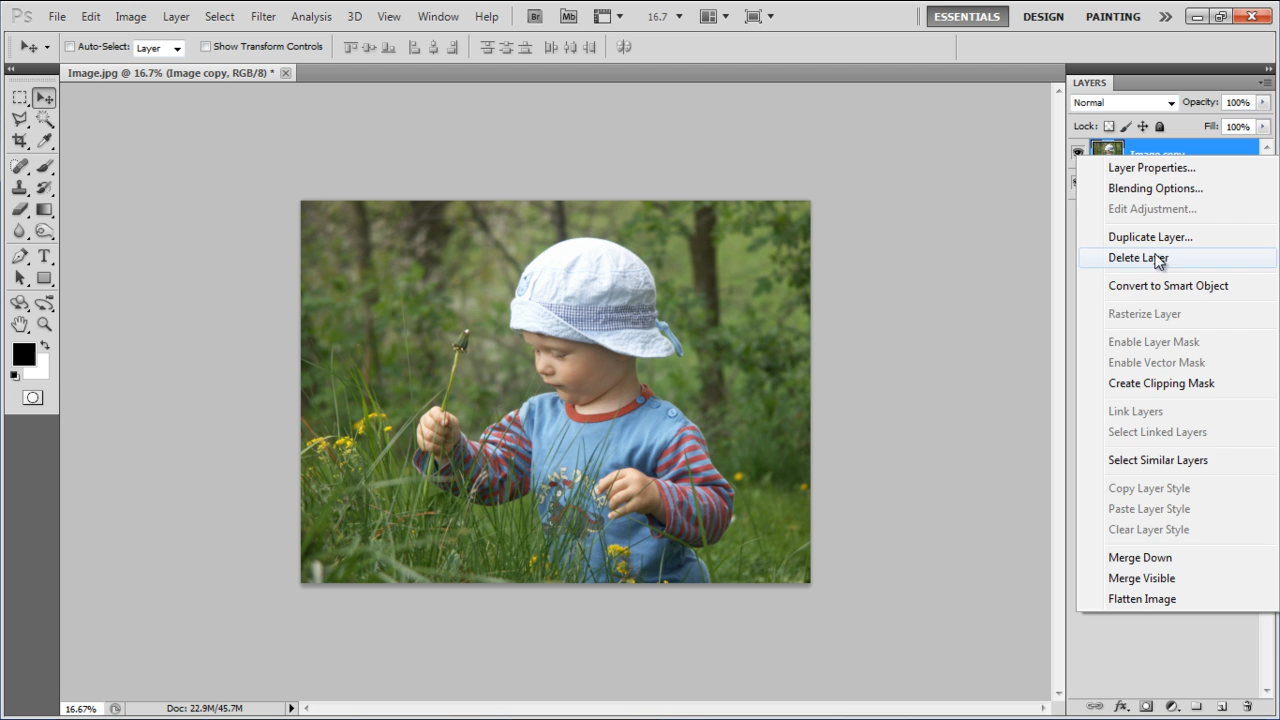 Ps File Edit Image Layer Select Filter Analysis 3D View Window Help Br Mb 16.7 ESSENTIALS DESIGN PAINTING
Auto-Select: Layer Show Transform Controls
Image.jpg @ 16.7% (Image copy, RGB/8) *
LAYERS
Normal Opacity: 100%
Lock: Fill: 100%
Image copy
Layer Properties...
Blending Options...
Edit Adjustment...
Duplicate Layer...
Delete Layer
Convert to Smart Object
Rasterize Layer
Enable Layer Mask
Enable Vector Mask
Create Clipping Mask
Link Layers
Select Linked Layers
Select Similar Layers
Copy Layer Style
Paste Layer Style
Clear Layer Style
Merge Down
Merge Visible
Flatten Image
16.67% Doc: 22.9M/45.7M